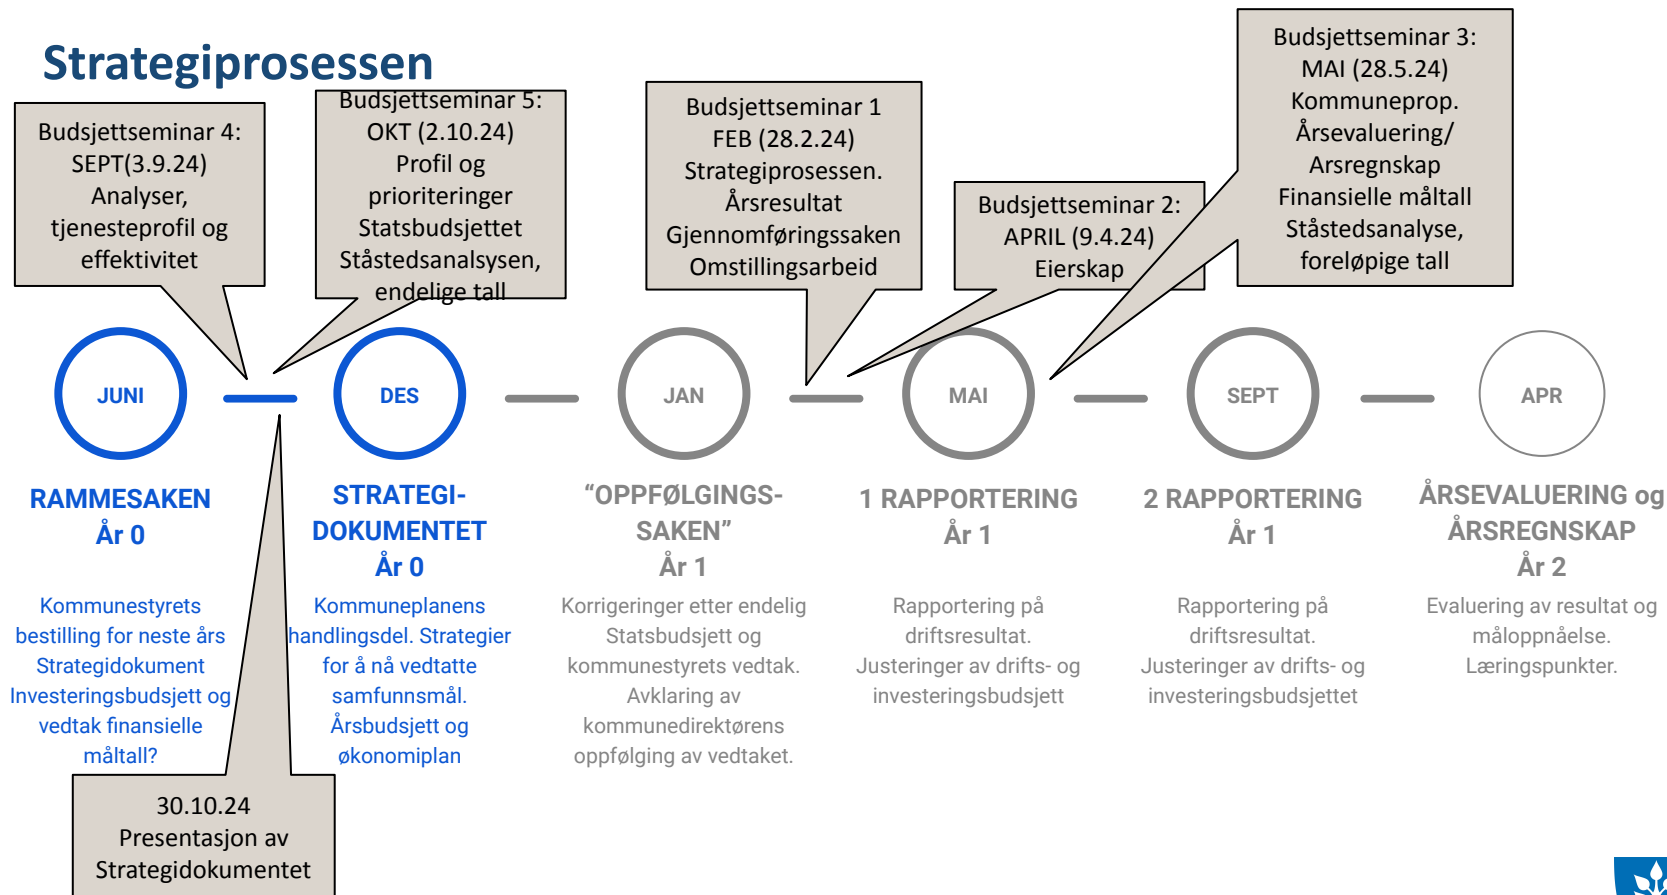 Strategiprosessen
Budsjettseminar 4:
SEPT(3.9.24)
Analyser,
tjenesteprofil og
effektivitet
Budsjettseminar 5:
OKT (2.10.24)
Profil og
prioriteringer
Statsbudsjettet
Ståstedsanalsysen,
endelige tall
Budsjettseminar 1
FEB (28.2.24)
Strategiprosessen.
Årsresultat
Gjennomføringssaken
Omstillingsarbeid
Budsjettseminar 2:
APRIL (9.4.24)
Eierskap
Budsjettseminar 3:
MAI (28.5.24)
Kommuneprop.
Årsevaluering/
Arsregnskap
Finansielle måltall
Ståstedsanalyse,
foreløpige tall
JUNI
DES
JAN
MAI
SEPT
APR
RAMMESAKEN
År 0
Kommunestyrets
bestilling for neste års
Strategidokument
Investeringsbudsjett og
vedtak finansielle
måltall?
STRATEGI-
DOKUMENTET
År 0
Kommuneplanens
handlingsdel. Strategier
for å nå vedtatte
samfunnsmål.
Årsbudsjett og
økonomiplan
“OPPFØLGINGS-
SAKEN”
År 1
Korrigeringer etter endelig
Statsbudsjett og
kommunestyrets vedtak.
Avklaring av
kommunedirektørens
oppfølging av vedtaket.
1 RAPPORTERING
År 1
Rapportering på
driftsresultat.
Justeringer av drifts- og
investeringsbudsjett
2 RAPPORTERING
År 1
Rapportering på
driftsresultat.
Justeringer av drifts- og
investeringsbudsjettet
ÅRSEVALUERING og
ÅRSREGNSKAP
År 2
Evaluering av resultat og
måloppnåelse.
Læringspunkter.
30.10.24
Presentasjon av
Strategidokumentet